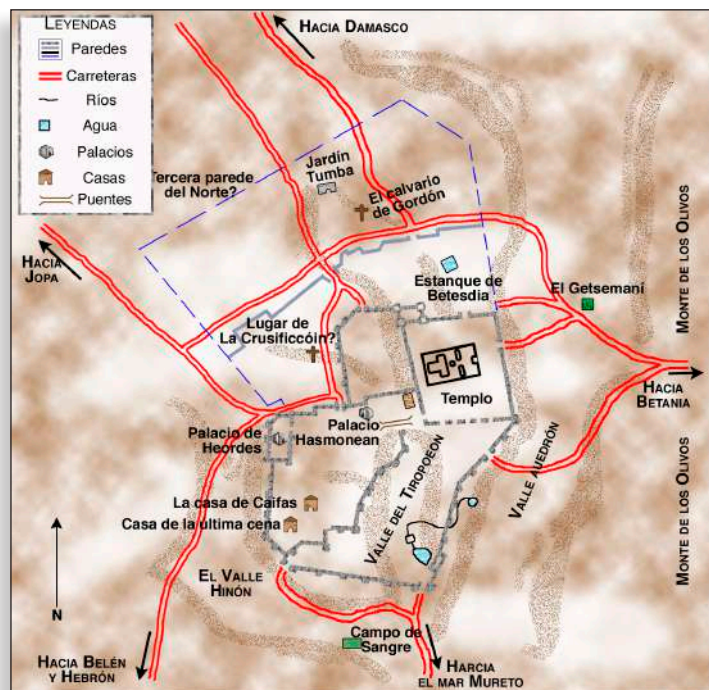 LEYENDAS
Paredes
Carreteras
Ríos
Agua
Palacios
Casas
Puentes
HACIA DAMASCO
Tercera parede
del Norte?
Jardín
Tumba
El calvario
de Gordón
HACIA
JOPA
Estanque de
Betesdia
El Getsemaní
MONTE DE LOS OLIVOS
Lugar de
La Crusificcóin?
Templo
HACIA
BETANIA
Palacio
Hasmonean
Palacio de
Heordes
La casa de Caifas
Casa de la última cena
VALLE DEL TIROPOEON
VALLE AUEDRÓN
MONTE DE LOS OLIVOS
N
EL VALLE
HINÓN
Campo de
Sangre
HACIA BELÉN
Y HEBRÓN
HARCIA
EL MAR MURETO